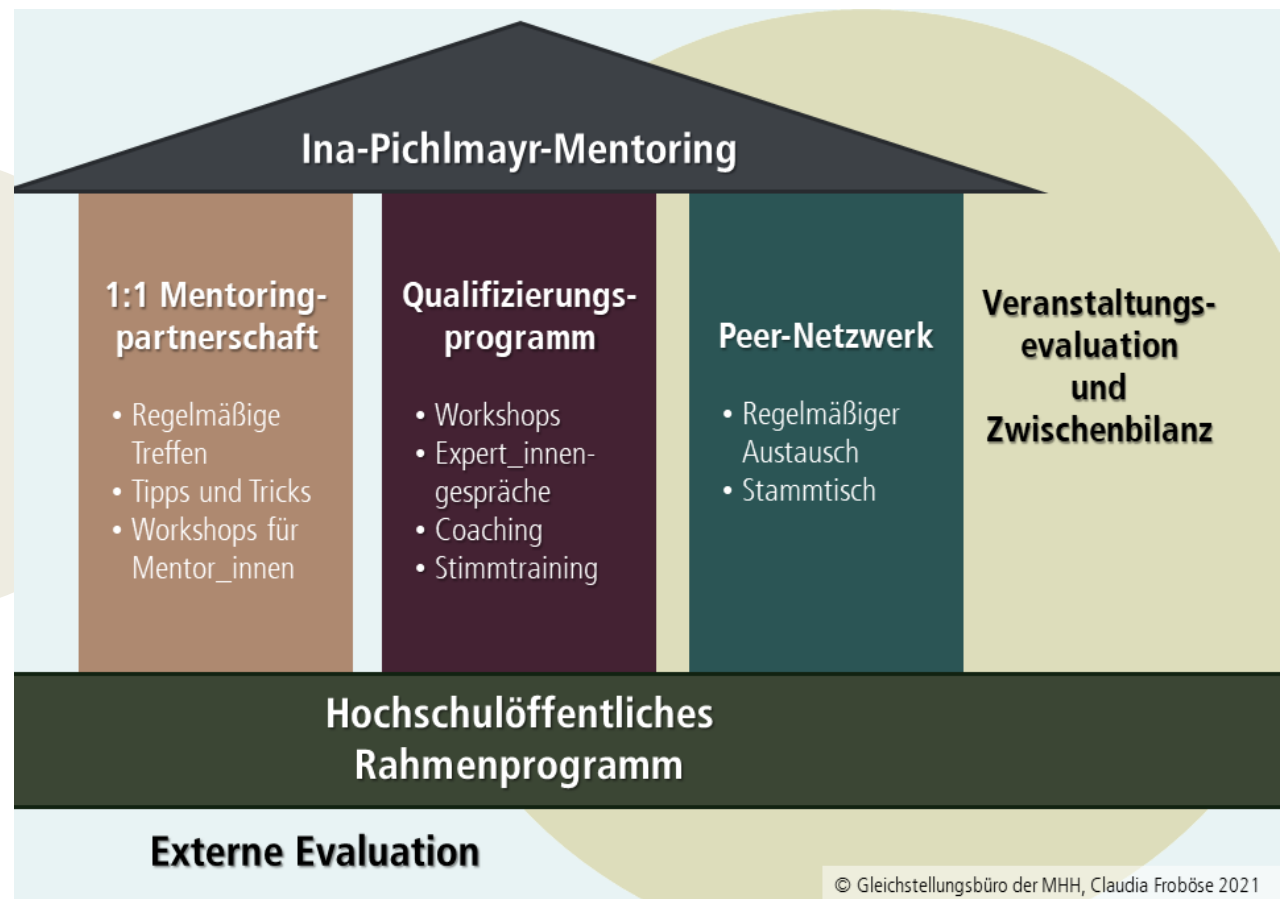 Ina-Pichlmayr-Mentoring
1:1 Mentoring-
partnerschaft
• Regelmäßige
Treffen
• Tipps und Tricks
• Workshops für
Mentor_innen
Qualifizierungs-
programm
• Workshops
• Expert_innen-
gespräche
• Coaching
• Stimmtraining
Peer-Netzwerk
• Regelmäßiger
Austausch
• Stammtisch
Veranstaltungs-
evaluation
und
Zwischenbilanz
Hochschulöffentliches
Rahmenprogramm
Externe Evaluation
© Gleichstellungsbüro der MHH, Claudia Froböse 2021